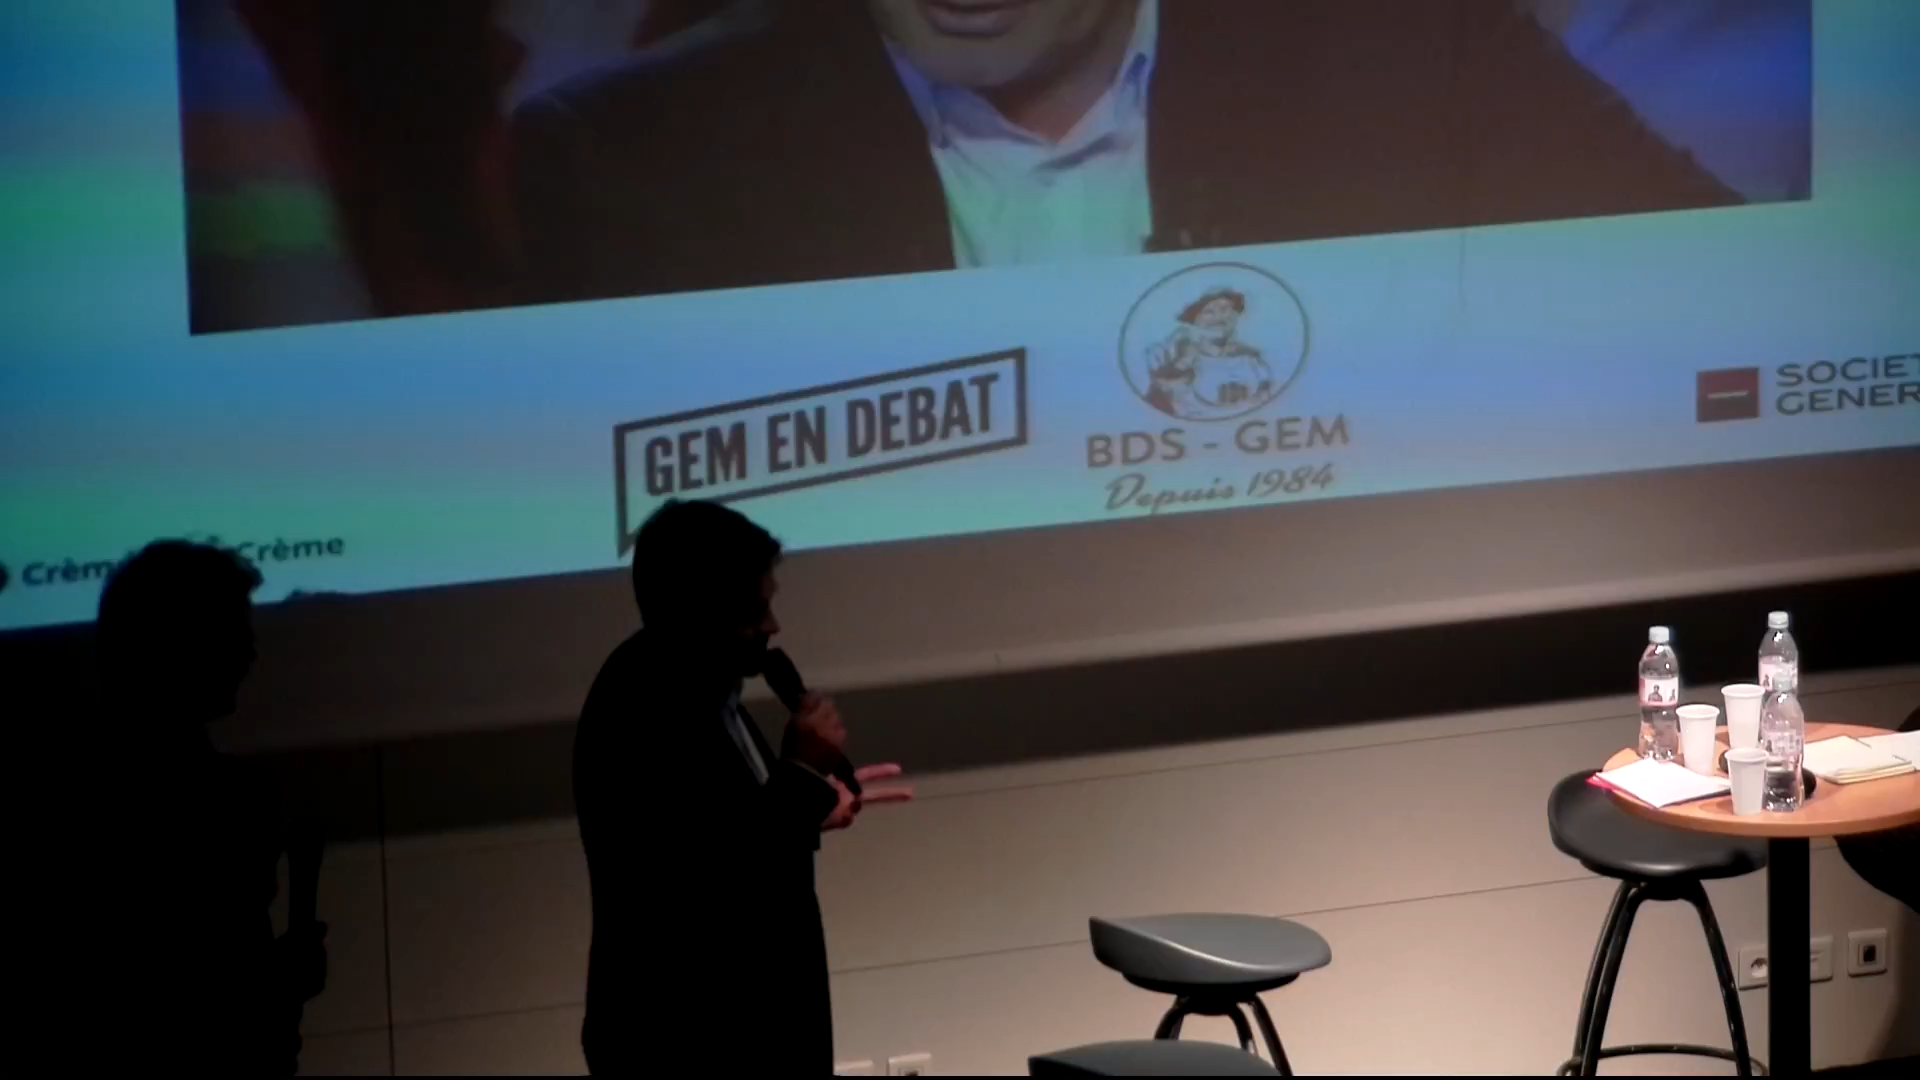 GEM EN DEBAT
BDS - GEM
Depuis 1984
SOCIET
GENER
Crème